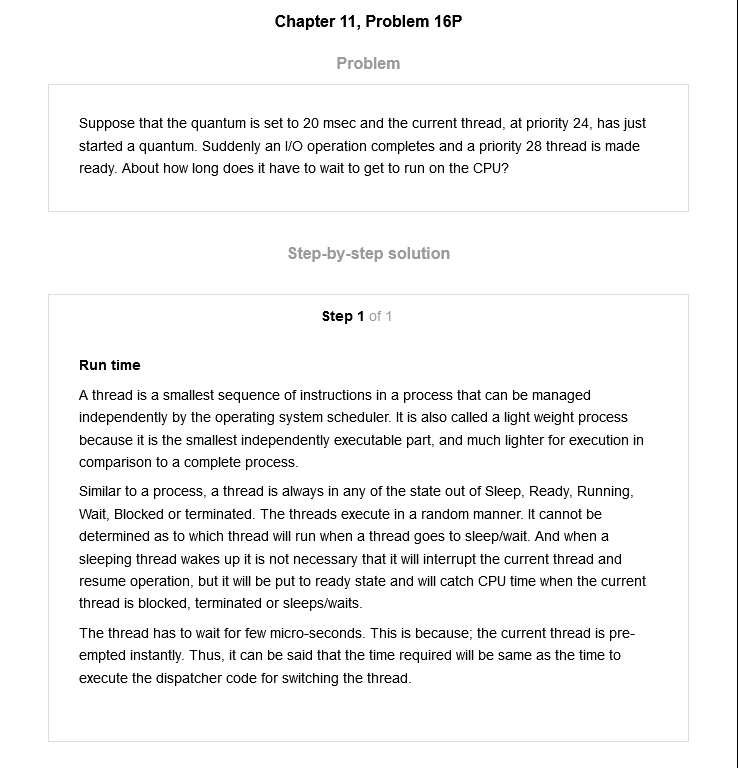 Chapter 11, Problem 16P
Problem
Suppose that the quantum is set to 20 msec and the current thread, at priority 24, has just
started a quantum. Suddenly an I/O operation completes and a priority 28 thread is made
ready. About how long does it have to wait to get to run on the CPU?
Step-by-step solution
Step 1 of 1
Run time
A thread is a smallest sequence of instructions in a process that can be managed
independently by the operating system scheduler. It is also called a light weight process
because it is the smallest independently executable part, and much lighter for execution in
comparison to a complete process.
Similar to a process, a thread is always in any of the state out of Sleep, Ready, Running,
Wait, Blocked or terminated. The threads execute in a random manner. It cannot be
determined as to which thread will run when a thread goes to sleep/wait. And when a
sleeping thread wakes up it is not necessary that it will interrupt the current thread and
resume operation, but it will be put to ready state and will catch CPU time when the current
thread is blocked, terminated or sleeps/waits.
The thread has to wait for few micro-seconds. This is because; the current thread is pre-
empted instantly. Thus, it can be said that the time required will be same as the time to
execute the dispatcher code for switching the thread.